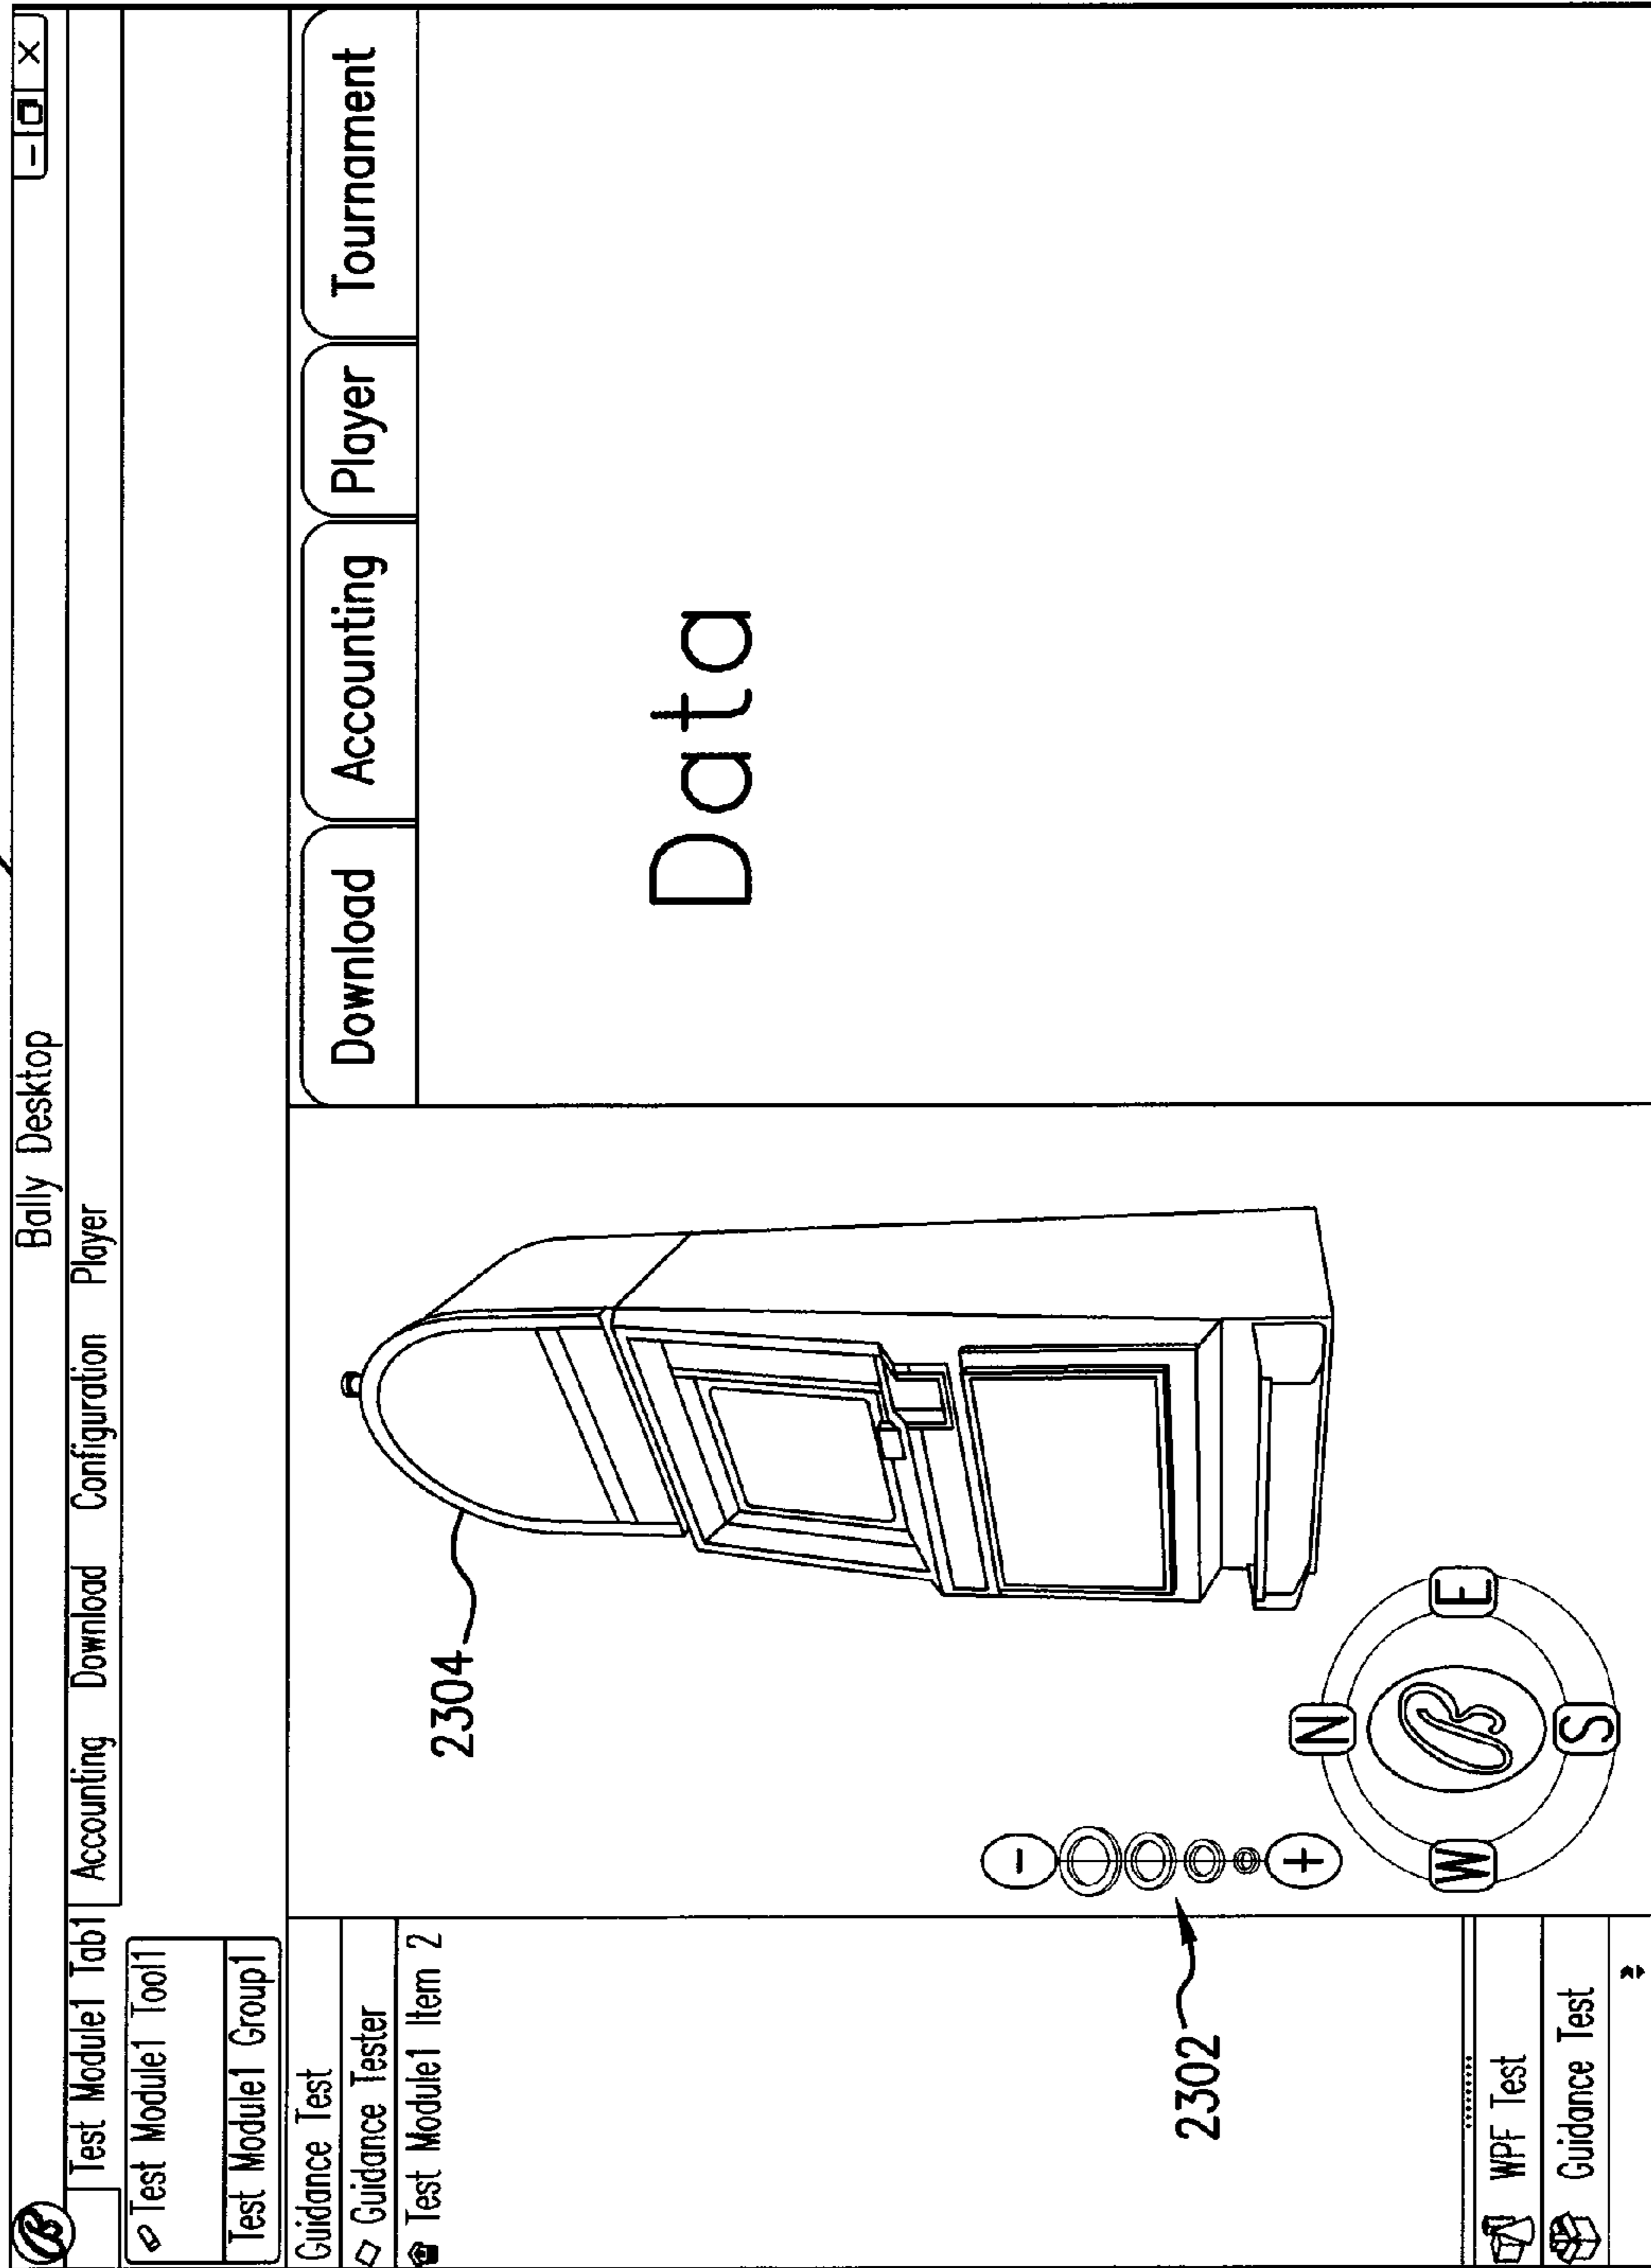 Bally Desktop
Test Module1 Tab1 Accounting Download Configuration Player
Test Module1 Tool1
Test Module1 Group1
Guidance Test
Guidance Tester
Test Module1 Item 2
WPF Test
Guidance Test
2304
2302
-
+
N
W
E
S
B
Download Accounting Player Tournament
Data